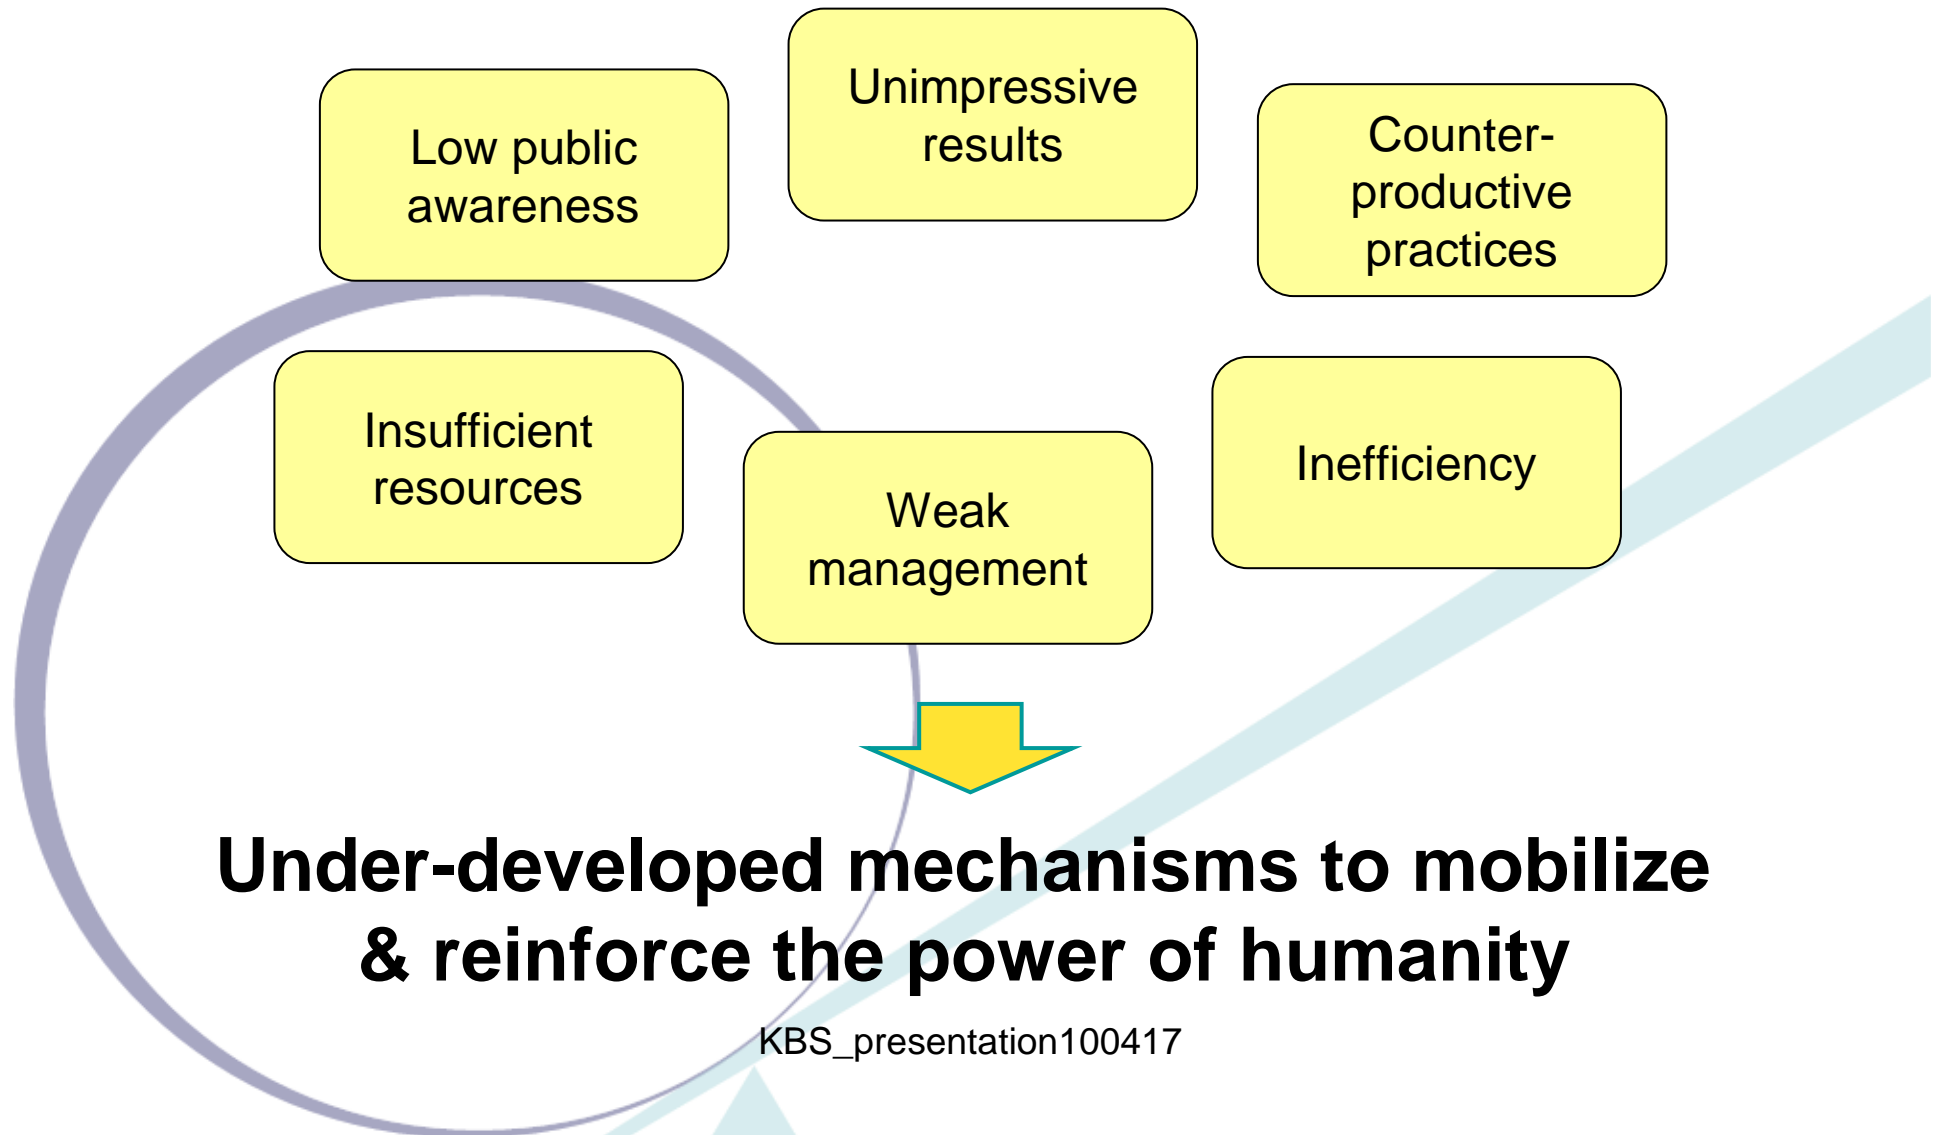 Low public
awareness
Unimpressive
results
Counter-
productive
practices
Insufficient
resources
Weak
management
Inefficiency
Under-developed mechanisms to mobilize
& reinforce the power of humanity
KBS_presentation100417